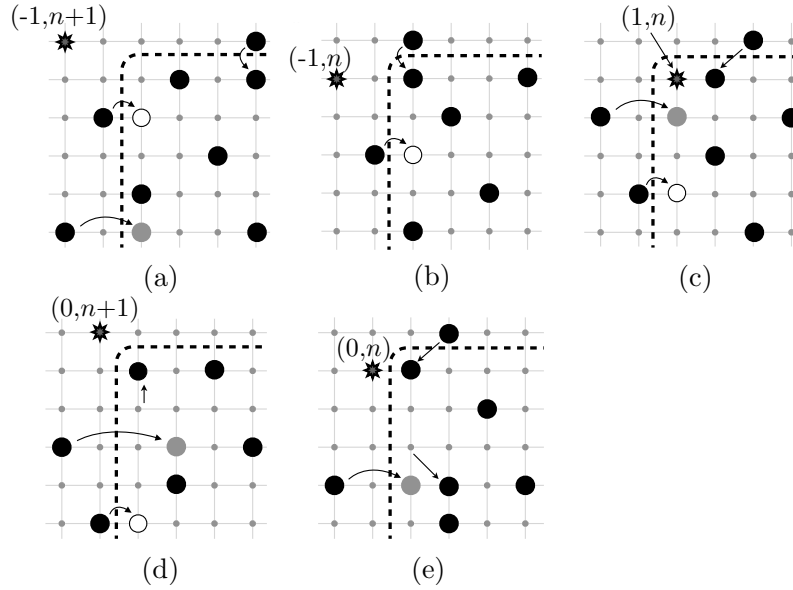 (-1,n+1)
(-1,n)
(1,n)
(a)
(b)
(c)
(0,n+1)
(0,n)
(d)
(e)